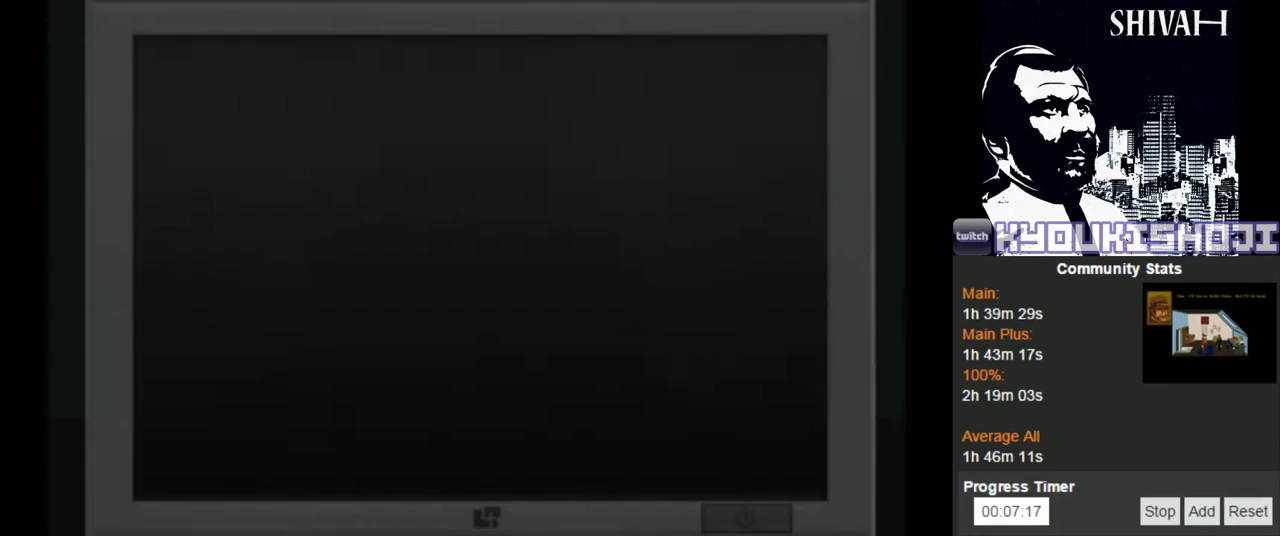 SHIVAH
twitch
KYOUKISHOJI
Community Stats
Main:
1h 39m 29s
Main Plus:
1h 43m 17s
100%:
2h 19m 03s
Average All
1h 46m 11s
Progress Timer
00:07:17
Stop
Add
Reset